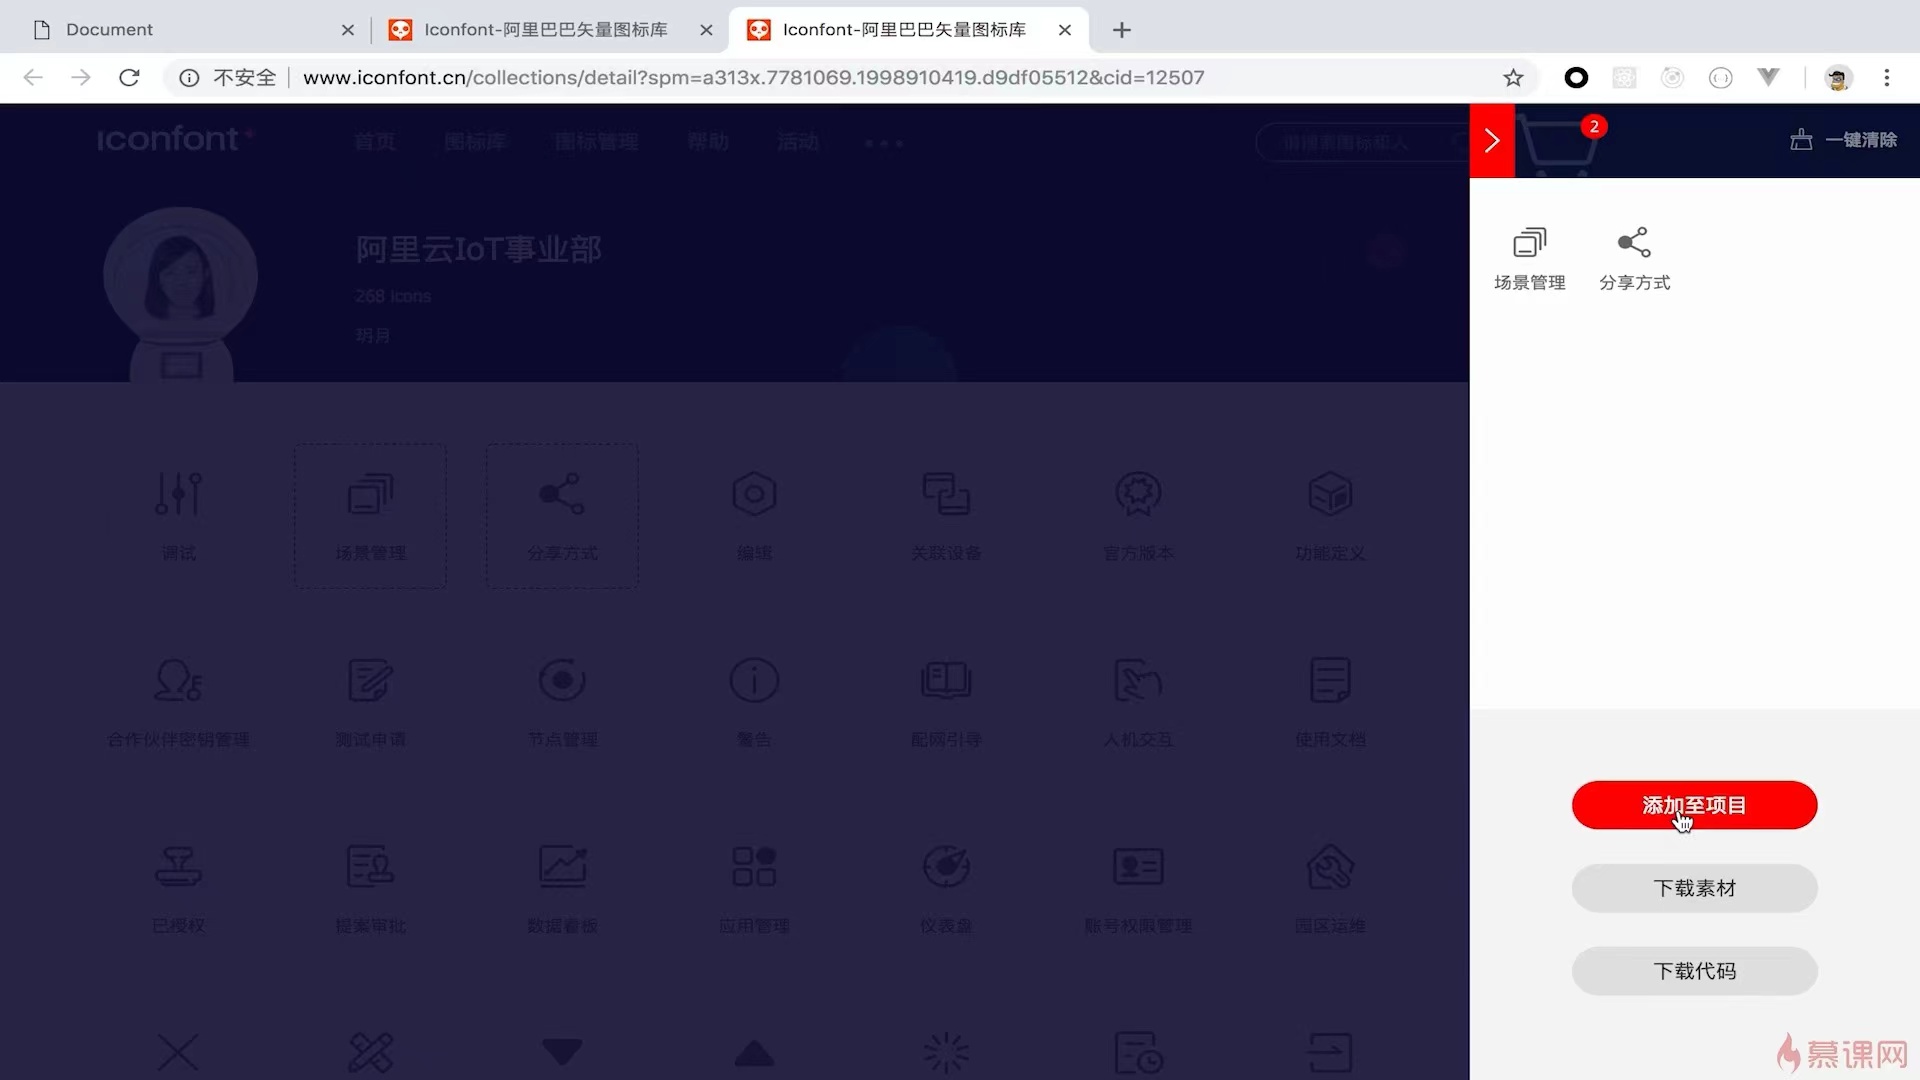 Document
Iconfont-阿里巴巴矢量图标库
Iconfont-阿里巴巴矢量图标库
不安全
www.iconfont.cn/collections/detail?spm=a313x.7781069.1998910419.d9df05512&cid=12507
iconfont+
首页 图标库 图标管理 帮助 活动
2
一键清除
阿里云IoT事业部
268 icons
玥月
场景管理 分享方式
调试 场景管理 分享方式 编辑 关联设备 官方版本 功能定义
合作伙伴密钥管理 测试申请 节点管理 警告 配网引导 人机交互 使用文档
添加至项目
下载素材
已授权 提案审批 数据看板 应用管理 仪表盘 账号权限管理 园区运维
下载代码
慕课网